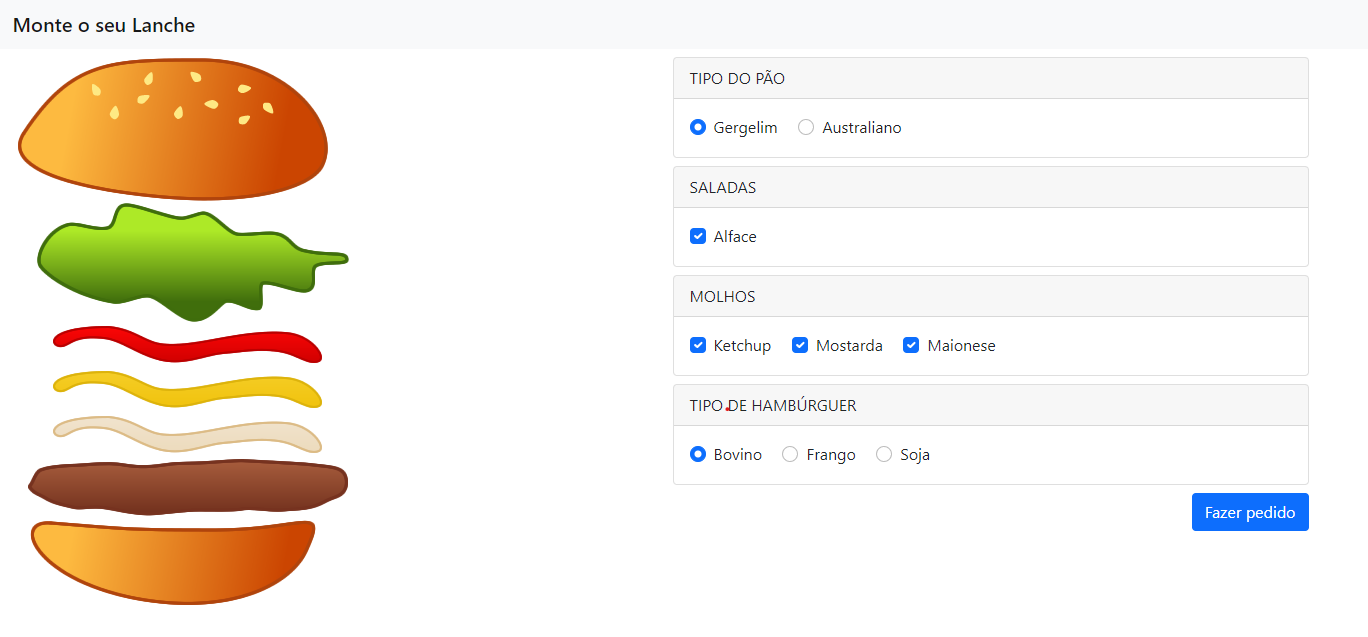 Monte o seu Lanche
TIPO DO PÃO
Gergelim Australiano
SALADAS
Alface
MOLHOS
Ketchup Mostarda Maionese
TIPO DE HAMBÚRGUER
Bovino Frango Soja
Fazer pedido